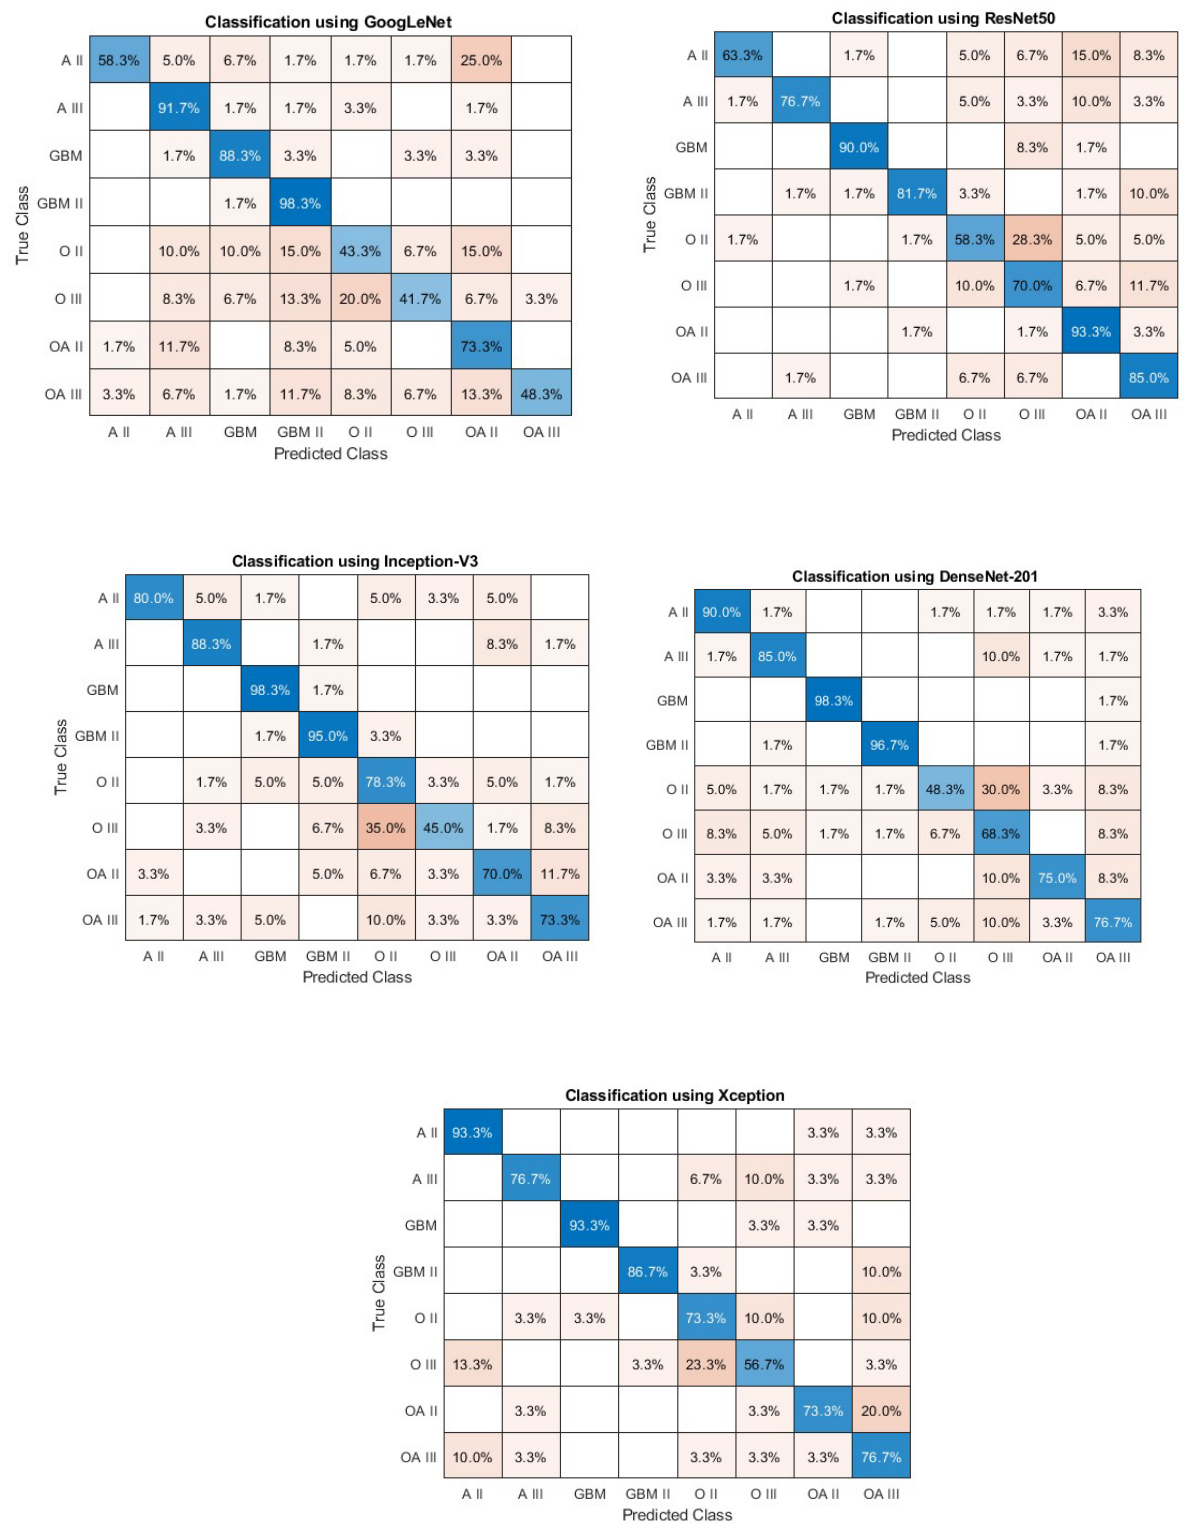 Classification using GoogLeNet
True Class
A II 58.3% 5.0% 6.7% 1.7% 1.7% 1.7% 25.0%
A III 91.7% 1.7% 1.7% 3.3% 1.7%
GBM 1.7% 88.3% 3.3% 3.3% 3.3%
GBM II 1.7% 98.3%
O II 10.0% 10.0% 15.0% 43.3% 6.7% 15.0%
O III 8.3% 6.7% 13.3% 20.0% 41.7% 6.7% 3.3%
OA II 1.7% 11.7% 8.3% 5.0% 73.3%
OA III 3.3% 6.7% 1.7% 11.7% 8.3% 6.7% 13.3% 48.3%
A II A III GBM GBM II O II O III OA II OA III
Predicted Class
Classification using ResNet50
True Class
A II 63.3% 1.7% 5.0% 6.7% 15.0% 8.3%
A III 1.7% 76.7% 5.0% 3.3% 10.0% 3.3%
GBM 90.0% 8.3% 1.7%
GBM II 1.7% 1.7% 81.7% 3.3% 1.7% 10.0%
O II 1.7% 1.7% 58.3% 28.3% 5.0% 5.0%
O III 1.7% 10.0% 70.0% 6.7% 11.7%
OA II 1.7% 1.7% 93.3% 3.3%
OA III 1.7% 6.7% 6.7% 85.0%
A II A III GBM GBM II O II O III OA II OA III
Predicted Class
Classification using Inception-V3
True Class
A II 80.0% 5.0% 1.7% 5.0% 3.3% 5.0%
A III 88.3% 1.7% 8.3% 1.7%
GBM 98.3% 1.7%
GBM II 1.7% 95.0% 3.3%
O II 1.7% 5.0% 5.0% 78.3% 3.3% 5.0% 1.7%
O III 3.3% 6.7% 35.0% 45.0% 1.7% 8.3%
OA II 3.3% 5.0% 6.7% 3.3% 70.0% 11.7%
OA III 1.7% 3.3% 5.0% 10.0% 3.3% 3.3% 73.3%
A II A III GBM GBM II O II O III OA II OA III
Predicted Class
Classification using DenseNet-201
A II 90.0% 1.7% 1.7% 1.7% 1.7% 3.3%
A III 1.7% 85.0% 10.0% 1.7% 1.7%
GBM 98.3% 1.7%
GBM II 1.7% 96.7% 1.7%
O II 5.0% 1.7% 1.7% 1.7% 48.3% 30.0% 3.3% 8.3%
O III 8.3% 5.0% 1.7% 1.7% 6.7% 68.3% 8.3%
OA II 3.3% 3.3% 10.0% 75.0% 8.3%
OA III 1.7% 1.7% 1.7% 5.0% 10.0% 3.3% 76.7%
A II A III GBM GBM II O II O III OA II OA III
Predicted Class
Classification using Xception
True Class
A II 93.3% 3.3% 3.3%
A III 76.7% 6.7% 10.0% 3.3% 3.3%
GBM 93.3% 3.3% 3.3%
GBM II 86.7% 3.3% 10.0%
O II 3.3% 3.3% 73.3% 10.0% 10.0%
O III 13.3% 3.3% 23.3% 56.7% 3.3%
OA II 3.3% 3.3% 73.3% 20.0%
OA III 10.0% 3.3% 3.3% 3.3% 3.3% 76.7%
A II A III GBM GBM II O II O III OA II OA III
Predicted Class